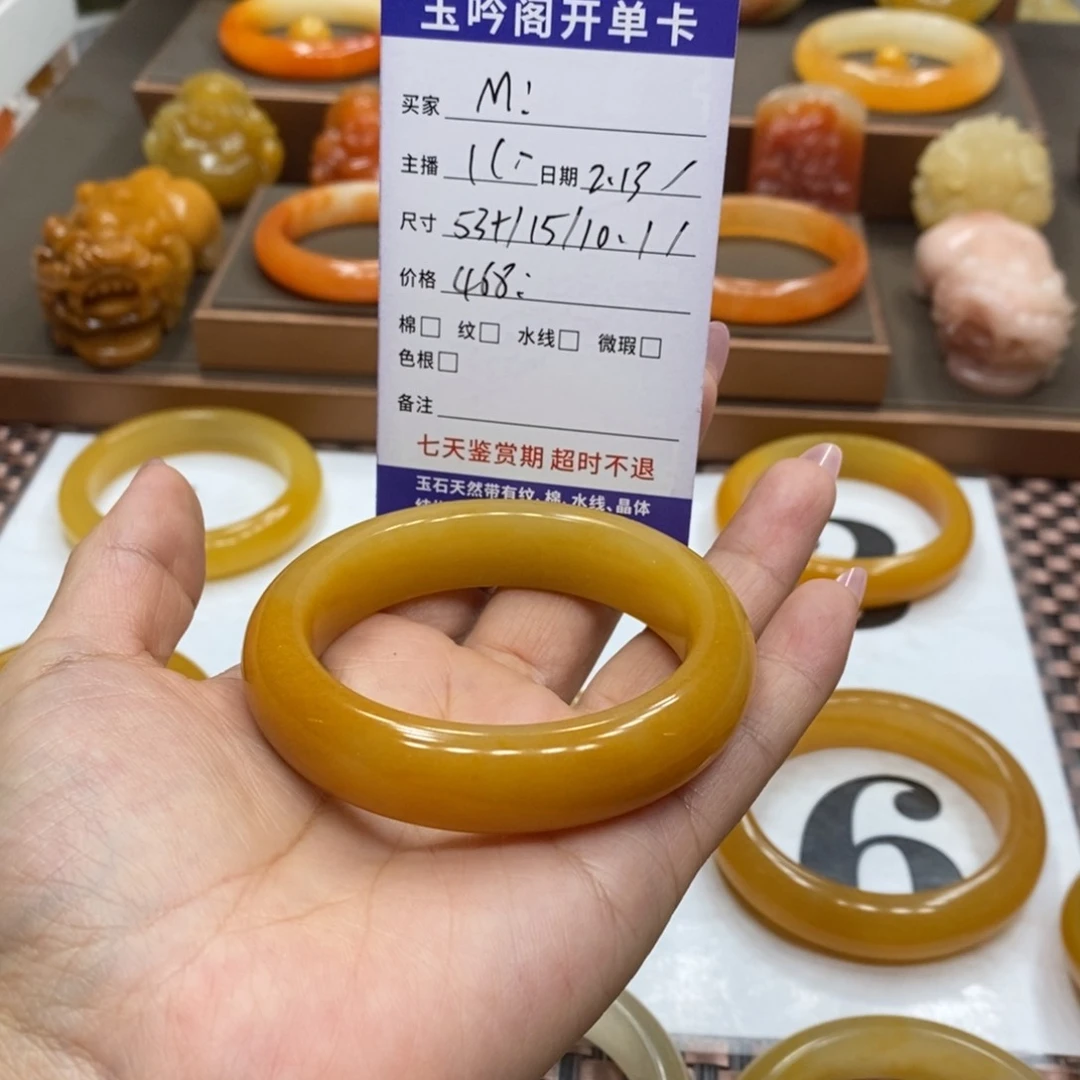 玉吟阁开单卡
买家 M:
主播 日期 2.13/
尺寸 53+/15/10.1/
价格 468:
棉□ 纹□ 水线□ 微瑕□
色根□
备注
七天鉴赏期 超时不退
玉石天然带有纹、棉、水线、晶体
6